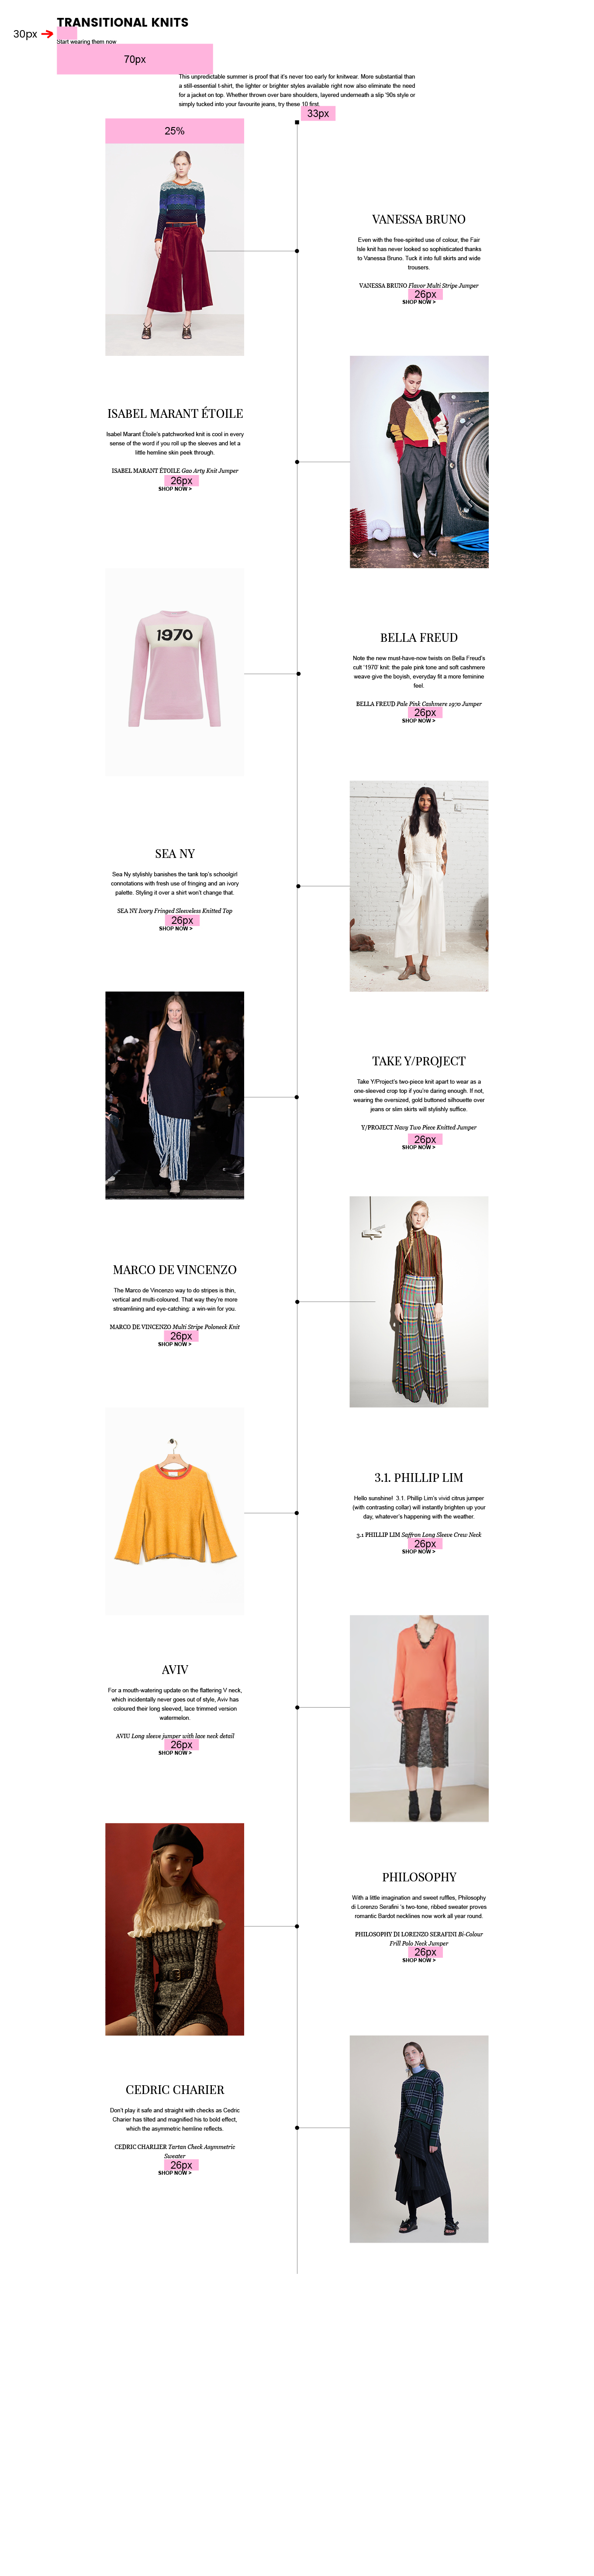 TRANSITIONAL KNITS
30px
Start wearing them now
70px
This unpredictable summer is proof that it's never too early for knitwear. More substantial than
a still-essential t-shirt, the lighter or brighter styles available right now also eliminate the need
for a jacket on top. Whether thrown over bare shoulders, layered underneath a slip '90s style or
simply tucked into your favourite jeans, try these 10 first.
33px
25%
VANESSA BRUNO
Even with the free-spirited use of colour, the Fair
Isle knit has never looked so sophisticated thanks
to Vanessa Bruno. Tuck it into full skirts and wide
trousers.
VANESSA BRUNO Flavor Multi Stripe Jumper
26px
SHOP NOW >
ISABEL MARANT ÉTOILE
Isabel Marant Étoile's patchworked knit is cool in every
sense of the word if you roll up the sleeves and let a
little hemline skin peek through.
ISABEL MARANT ÉTOILE Gao Arty Knit Jumper
26px
SHOP NOW >
1970
BELLA FREUD
Note the new must-have-now twists on Bella Freud's
cult '1970' knit: the pale pink tone and soft cashmere
weave give the boyish, everyday fit a more feminine
feel.
BELLA FREUD Pale Pink Cashmere 1970 Jumper
26px
SHOP NOW >
SEA NY
Sea Ny stylishly banishes the tank top's schoolgirl
connotations with fresh use of fringing and an ivory
palette. Styling it over a shirt won't change that.
SEA NY Ivory Fringed Sleeveless Knitted Top
26px
SHOP NOW >
TAKE Y/PROJECT
Take Y/Project's two-piece knit apart to wear as a
one-sleeved crop top if you're daring enough. If not,
wearing the oversized, gold buttoned silhouette over
jeans or slim skirts will stylishly suffice.
Y/PROJECT Navy Two Piece Knitted Jumper
26px
SHOP NOW >
MARCO DE VINCENZO
The Marco de Vincenzo way to do stripes is thin,
vertical and multi-coloured. That way they're more
streamlining and eye-catching: a win-win for you.
MARCO DE VINCENZO Multi Stripe Poloneck Knit
26px
SHOP NOW >
3.1. PHILLIP LIM
Hello sunshine! 3.1. Phillip Lim's vivid citrus jumper
(with contrasting collar) will instantly brighten up your
day, whatever's happening with the weather.
3.1 PHILLIP LIM Saffron Long Sleeve Crew Neck
26px
SHOP NOW >
AVIV
For a mouth-watering update on the flattering V neck,
which incidentally never goes out of style, Aviv has
coloured their long sleeved, lace trimmed version
watermelon.
AVIU Long sleeve jumper with lace neck detail
26px
SHOP NOW >
PHILOSOPHY
With a little imagination and sweet ruffles, Philosophy
di Lorenzo Serafini 's two-tone, ribbed sweater proves
romantic Bardot necklines now work all year round.
PHILOSOPHY DI LORENZO SERAFINI Bi-Colour
Frill Polo Neck Jumper
26px
SHOP NOW >
CEDRIC CHARIER
Don't play it safe and straight with checks as Cedric
Charier has tilted and magnified his to bold effect,
which the asymmetric hemline reflects.
CEDRIC CHARLIER Tartan Check Asymmetric
Sweater
26px
SHOP NOW >